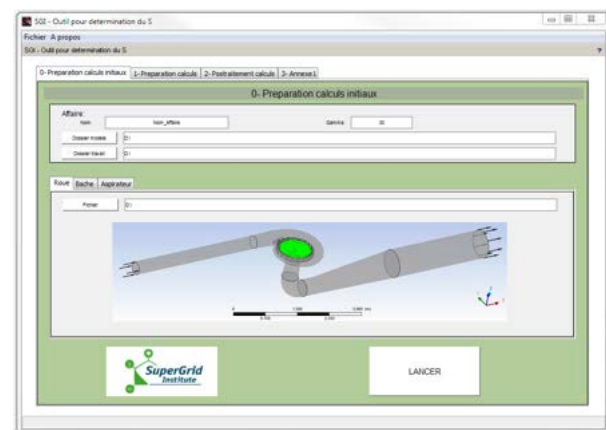 SGI - Outil pour determination du S
Fichier A propos
SGI - Outil pour determination du S ?
0- Preparation calculs initiaux 1- Preparation calculs 2- Postraitement calculs 3- Annexe1
0- Preparation calculs initiaux
Affaire:
Nom Nom_Affaire Gamma
Dossier modele D:\
Dossier travail D:\
Roue Bache Aspirateur
Fichier D:\
SuperGrid
Institute
LANCER